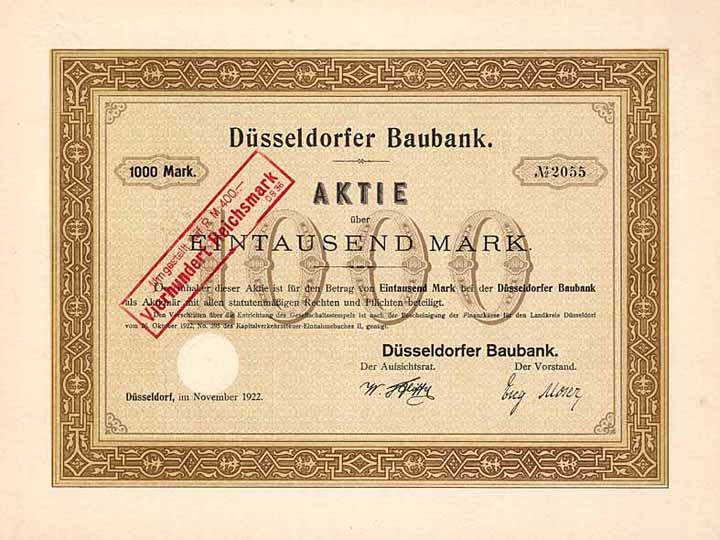 Düsseldorfer Baubank.
1000 Mark.
№ 2055
AKTIE
über
1000
EINTAUSEND MARK.
Umgestellt auf R.M. 400.-
Vierhundert Reichsmark
Der Inhaber dieser Aktie ist für den Betrag von Eintausend Mark bei der Düsseldorfer Baubank
als Aktionär mit allen statutenmäßigen Rechten und Pflichten beteiligt.
Den Vorschriften über die Entrichtung des Gesellschaftsstempels ist nach der Bescheinigung der Finanzkasse für den Landkreis Düsseldorf
vom 26. Oktober 1922, No. 295 des Kapitalverkehrsteuer-Einnahmebuches II, genügt.
Düsseldorfer Baubank.
Der Aufsichtsrat. Der Vorstand.
Eug. Moser
Düsseldorf, im November 1922.